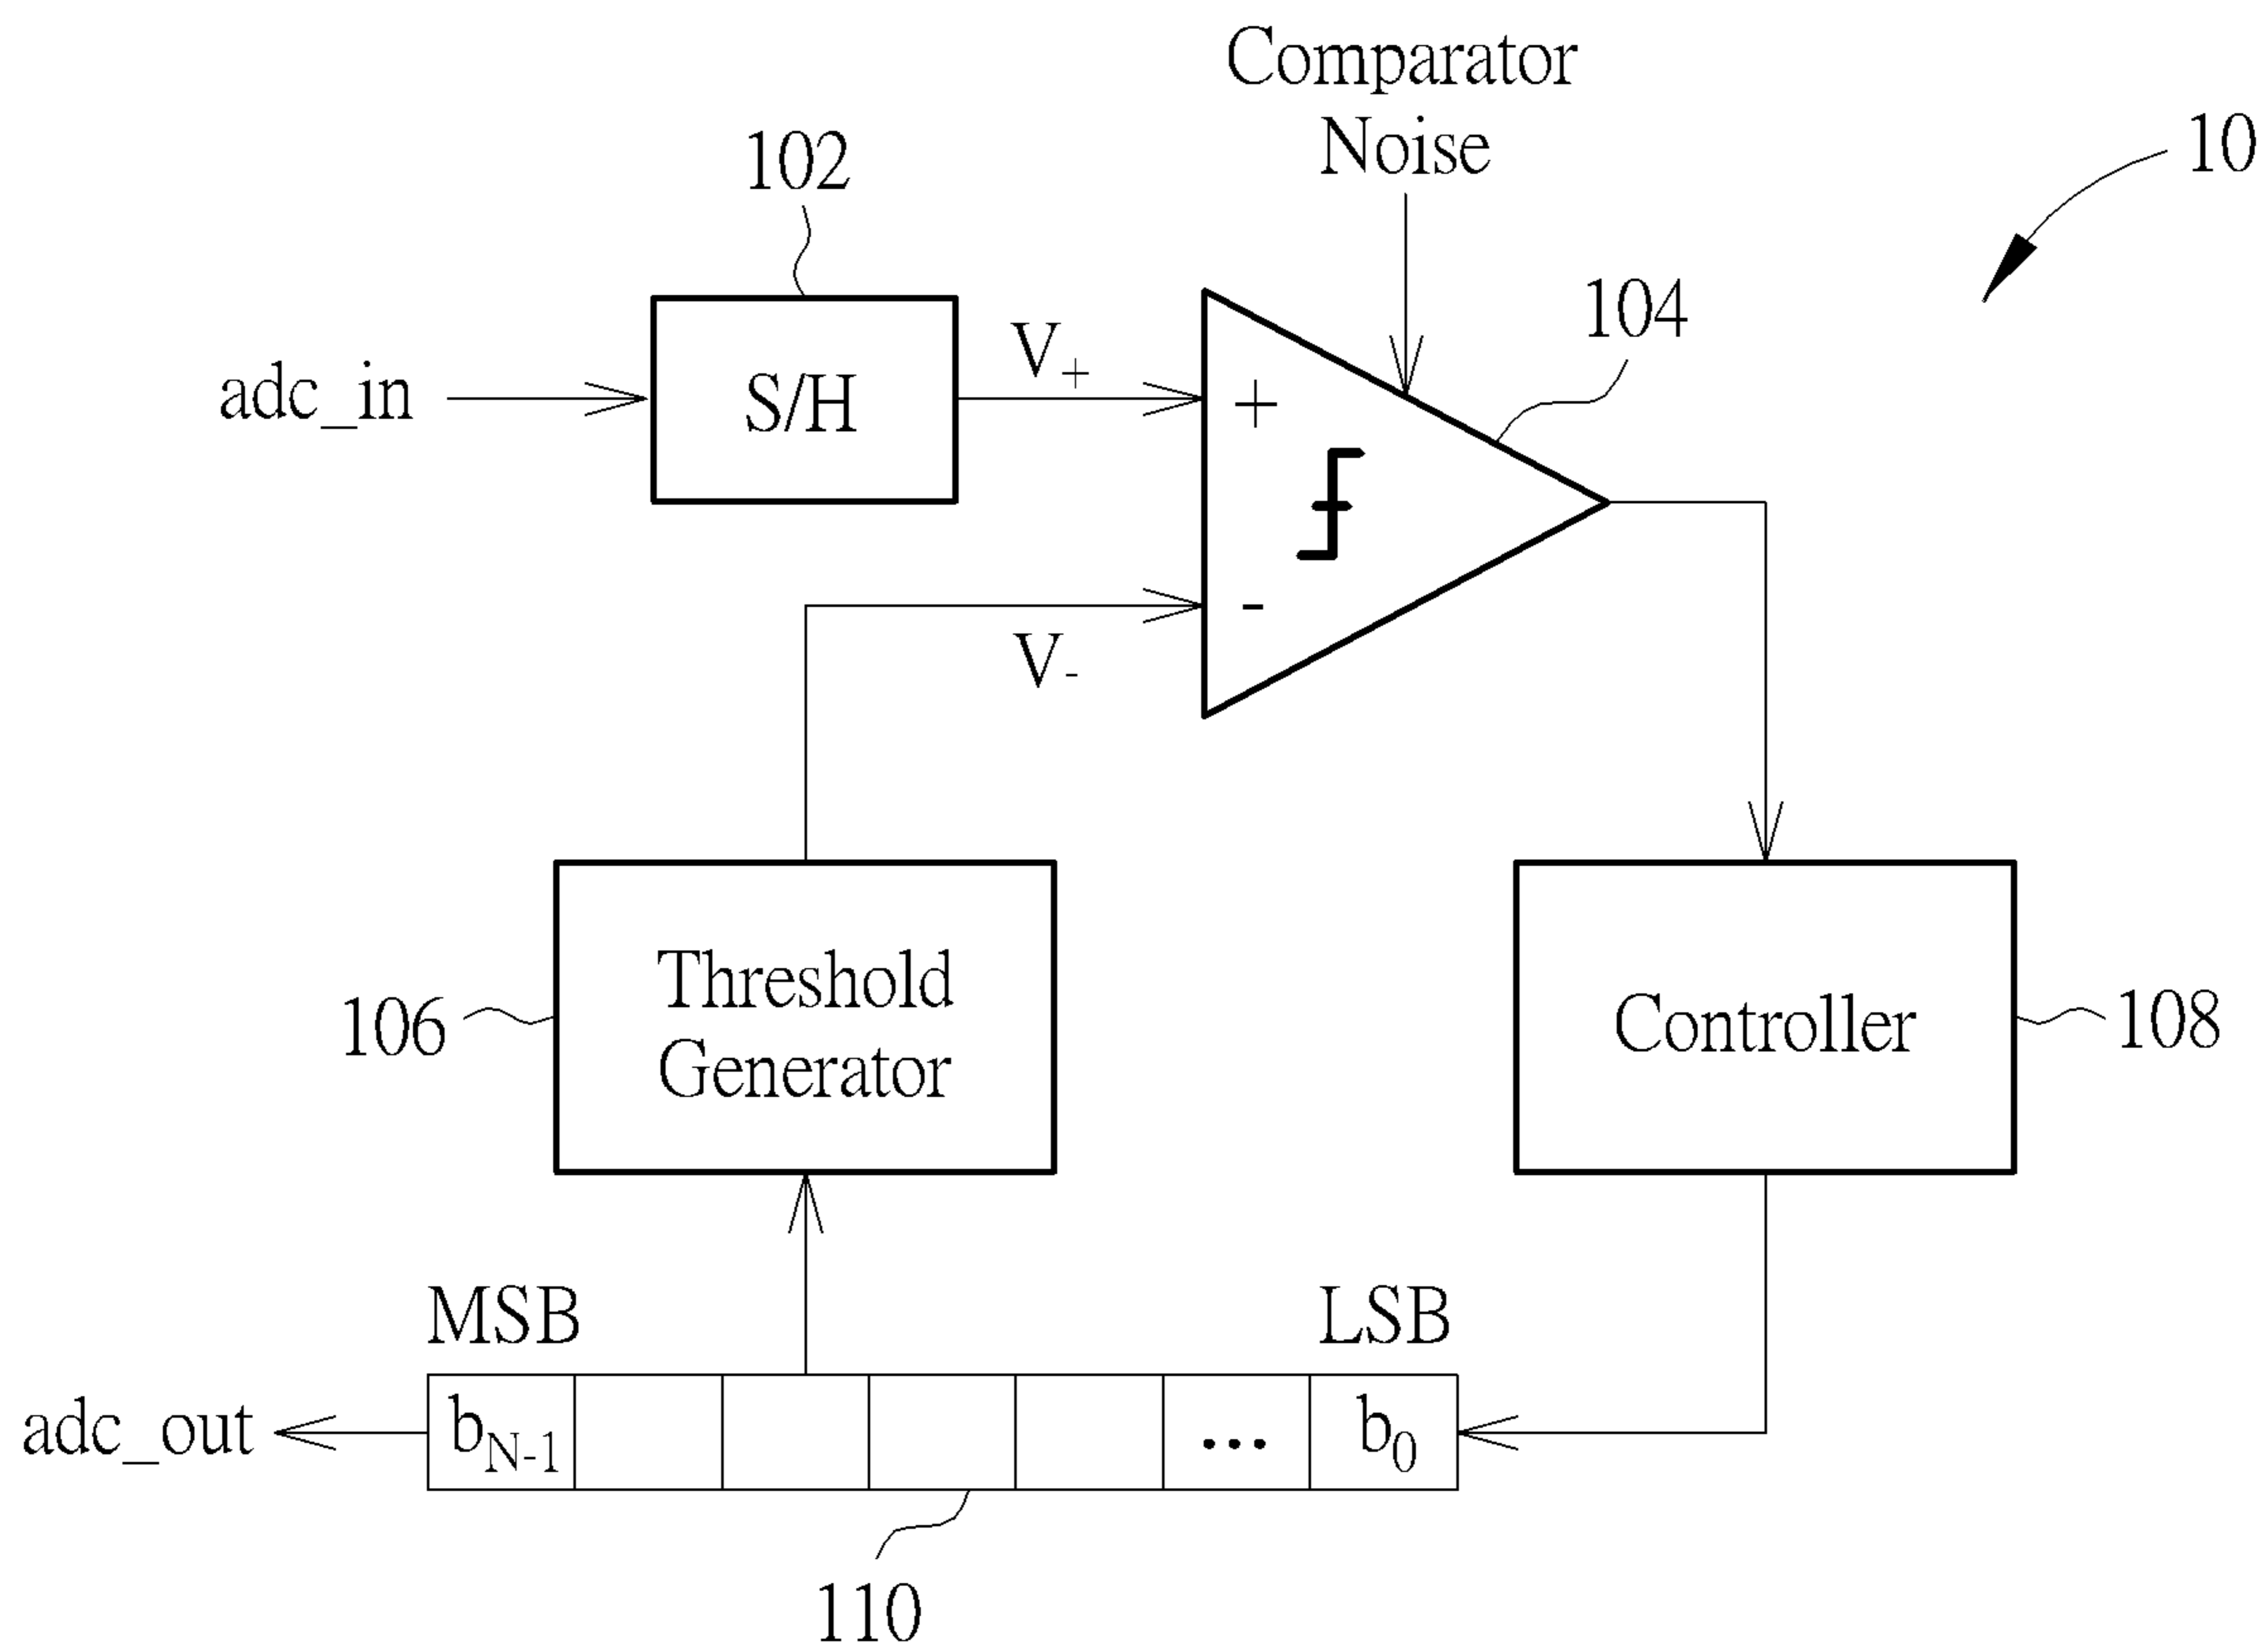 Comparator
Noise
10
102
104
adc_in
S/H
V+
+
-
V-
Threshold
Generator
106
Controller
108
MSB
LSB
adc_out
bN-1
...
b0
110